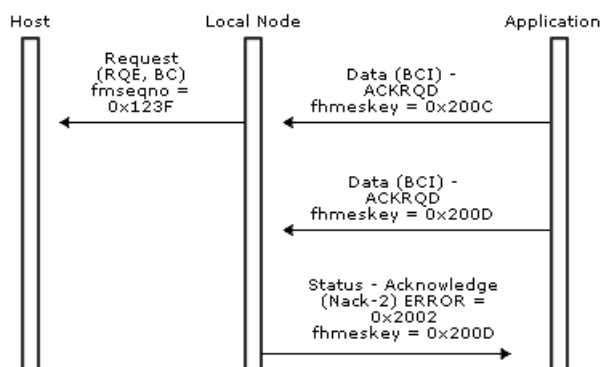 Host
Local Node
Application
Request
(RQE, BC)
fmseqno =
0x123F
Data (BCI) -
ACKRQD
fhmeskey = 0x200C
Data (BCI) -
ACKRQD
fhmeskey = 0x200D
Status - Acknowledge
(Nack-2) ERROR =
0x2002
fhmeskey = 0x200D